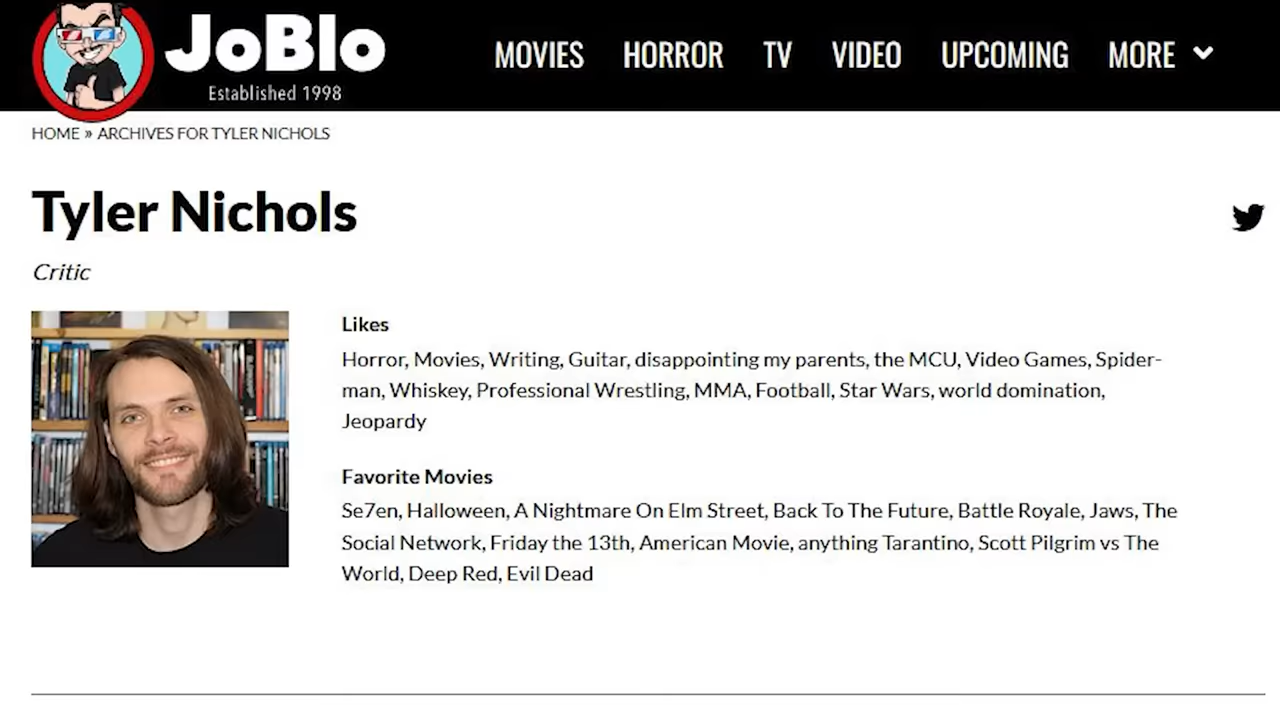 JoBlo
Established 1998
MOVIES HORROR TV VIDEO UPCOMING MORE
HOME » ARCHIVES FOR TYLER NICHOLS
Tyler Nichols
Critic
Likes
Horror, Movies, Writing, Guitar, disappointing my parents, the MCU, Video Games, Spider-
man, Whiskey, Professional Wrestling, MMA, Football, Star Wars, world domination,
Jeopardy
Favorite Movies
Se7en, Halloween, A Nightmare On Elm Street, Back To The Future, Battle Royale, Jaws, The
Social Network, Friday the 13th, American Movie, anything Tarantino, Scott Pilgrim vs The
World, Deep Red, Evil Dead